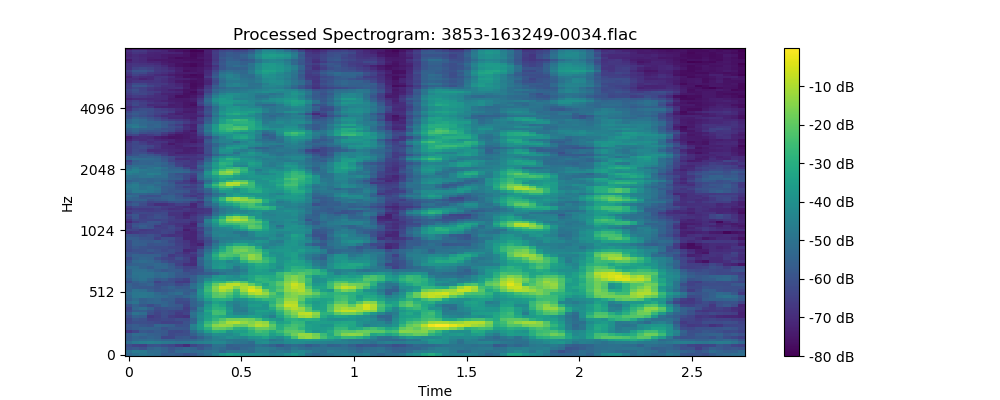 Processed Spectrogram: 3853-163249-0034.flac
Hz
4096
2048
1024
512
0
0
0.5
1
1.5
2
2.5
Time
-10 dB
-20 dB
-30 dB
-40 dB
-50 dB
-60 dB
-70 dB
-80 dB